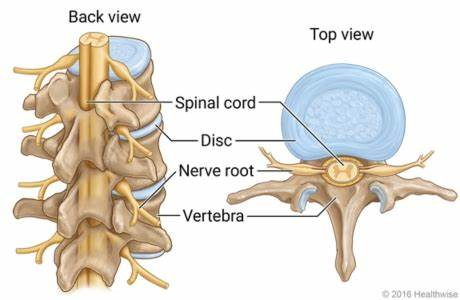 Back view
Top view
Spinal cord
Disc
Nerve root
Vertebra
© 2016 Healthwise